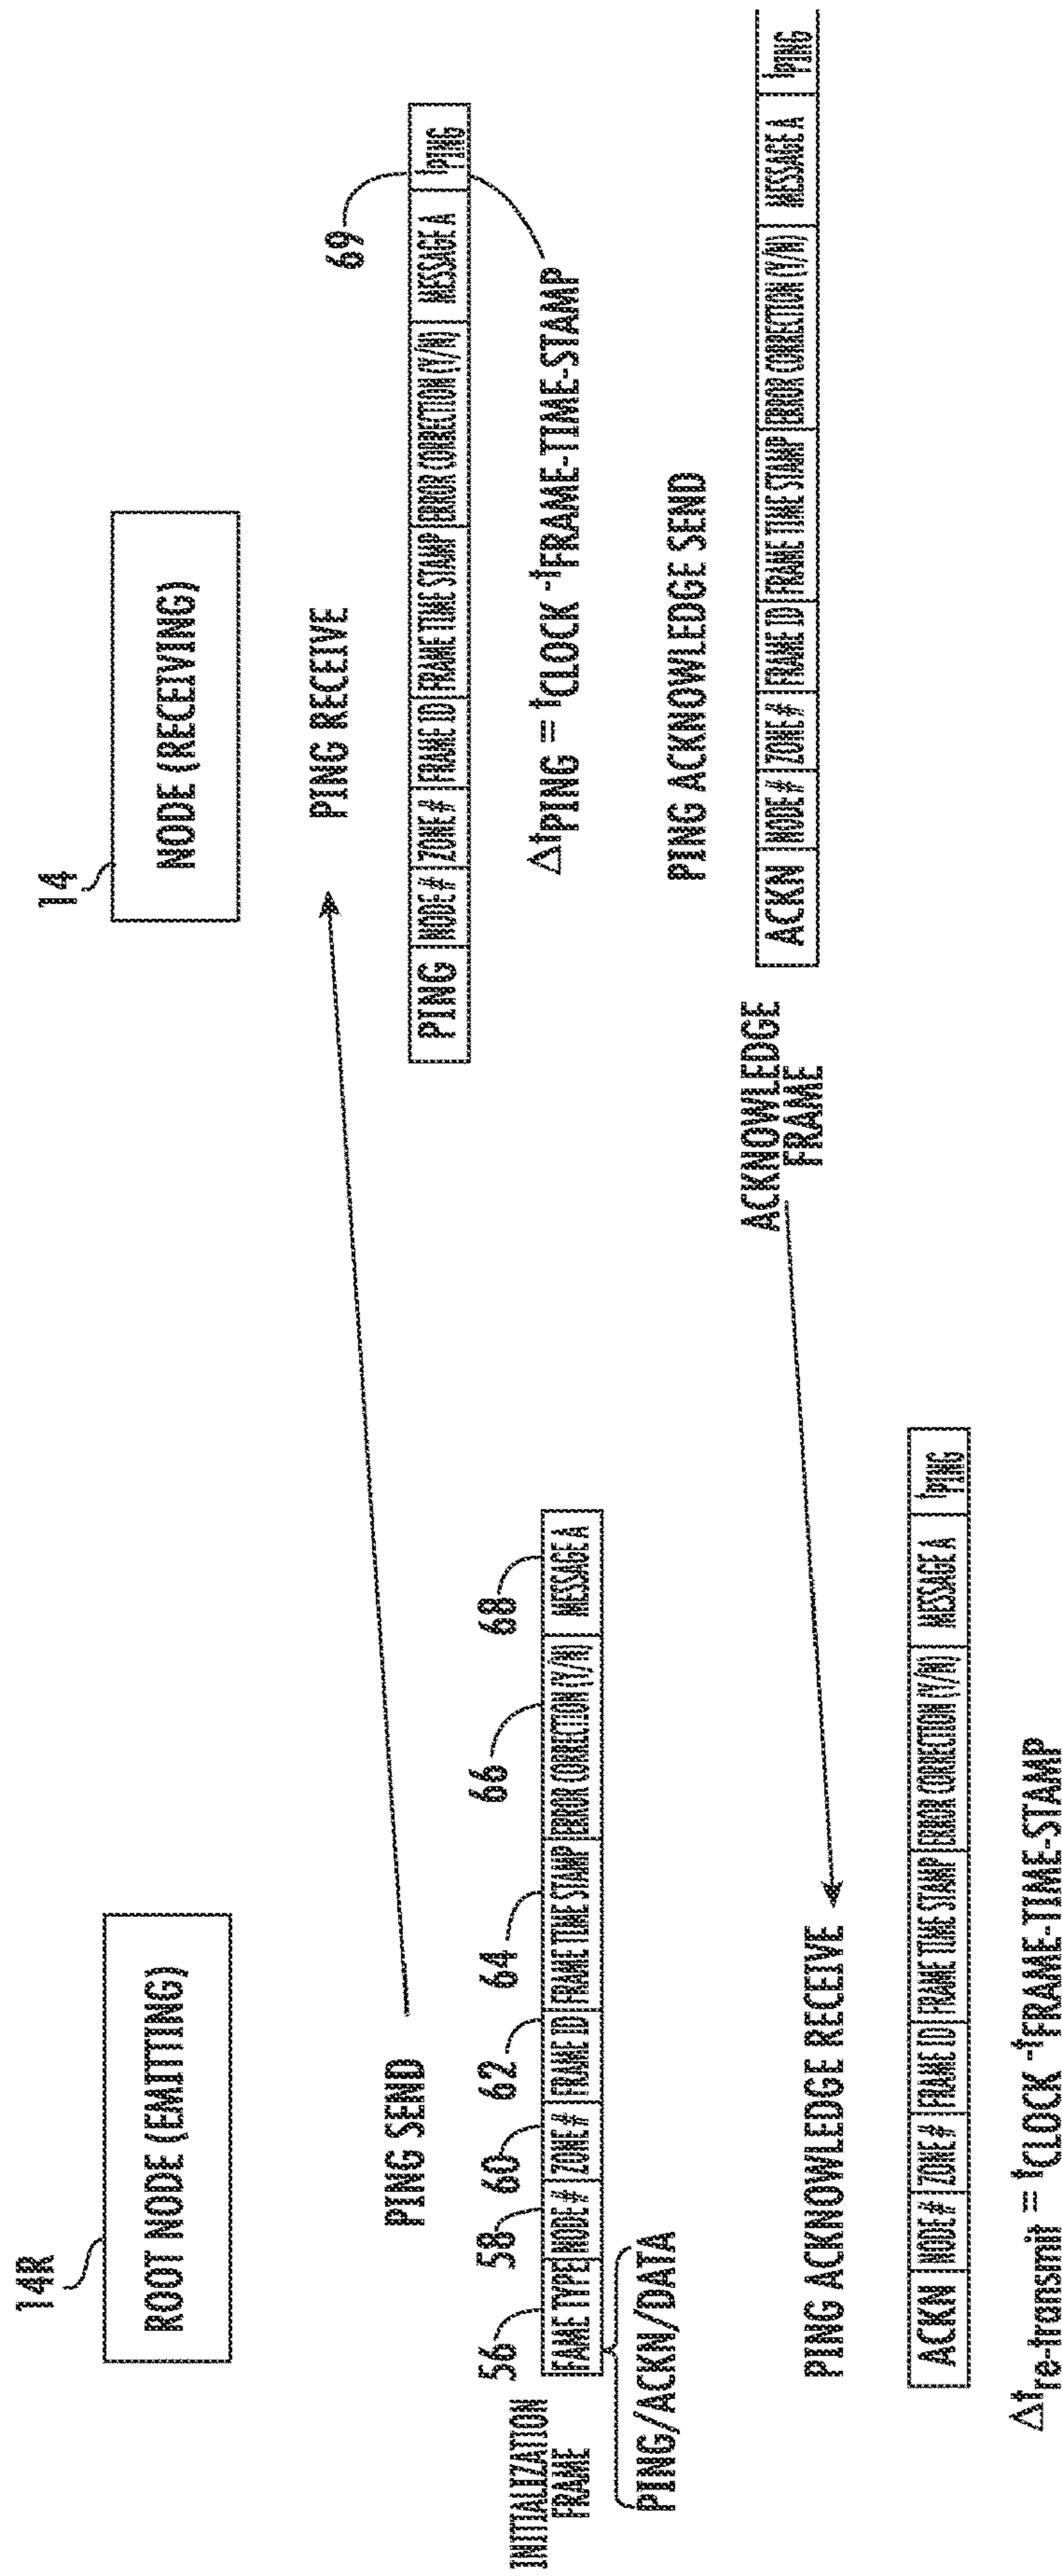 14R
ROOT NODE (EMITTING)
14
NODE (RECEIVING)
PING SEND
PING RECEIVE
INITIALIZATION
FRAME
56
58
60
62
64
66
68
FAME TYPE NODE# ZONE# FRAME ID FRAME TIME STAMP ERROR CORRECTION (Y/N) MESSAGE A
PING/ACKN/DATA
69
PING NODE# ZONE# FRAME ID FRAME TIME STAMP ERROR CORRECTION (Y/N) MESSAGE A tPING
ΔtPING = tCLOCK -tFRAME-TIME-STAMP
PING ACKNOWLEDGE SEND
ACKNOWLEDGE
FRAME
ACKN NODE# ZONE# FRAME ID FRAME TIME STAMP ERROR CORRECTION (Y/N) MESSAGE A tPING
PING ACKNOWLEDGE RECEIVE
ACKN NODE# ZONE# FRAME ID FRAME TIME STAMP ERROR CORRECTION (Y/N) MESSAGE A tPING
Δtre-transmit = tCLOCK -tFRAME-TIME-STAMP